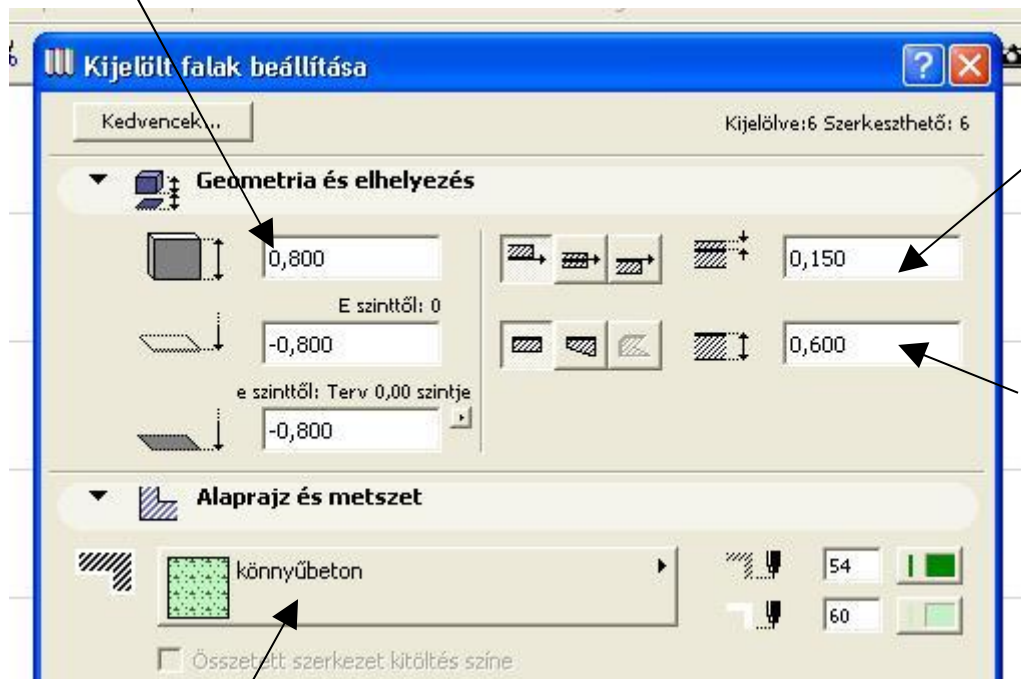 Kijelölt falak beállítása
Kedvencek...
Kijelölve:6 Szerkeszthető: 6
Geometria és elhelyezés
0,800
0,150
E szinttől: 0
-0,800
0,600
e szinttől: Terv 0,00 szintje
-0,800
Alaprajz és metszet
könnyűbeton
54
60
Összetett szerkezet kitöltés színe